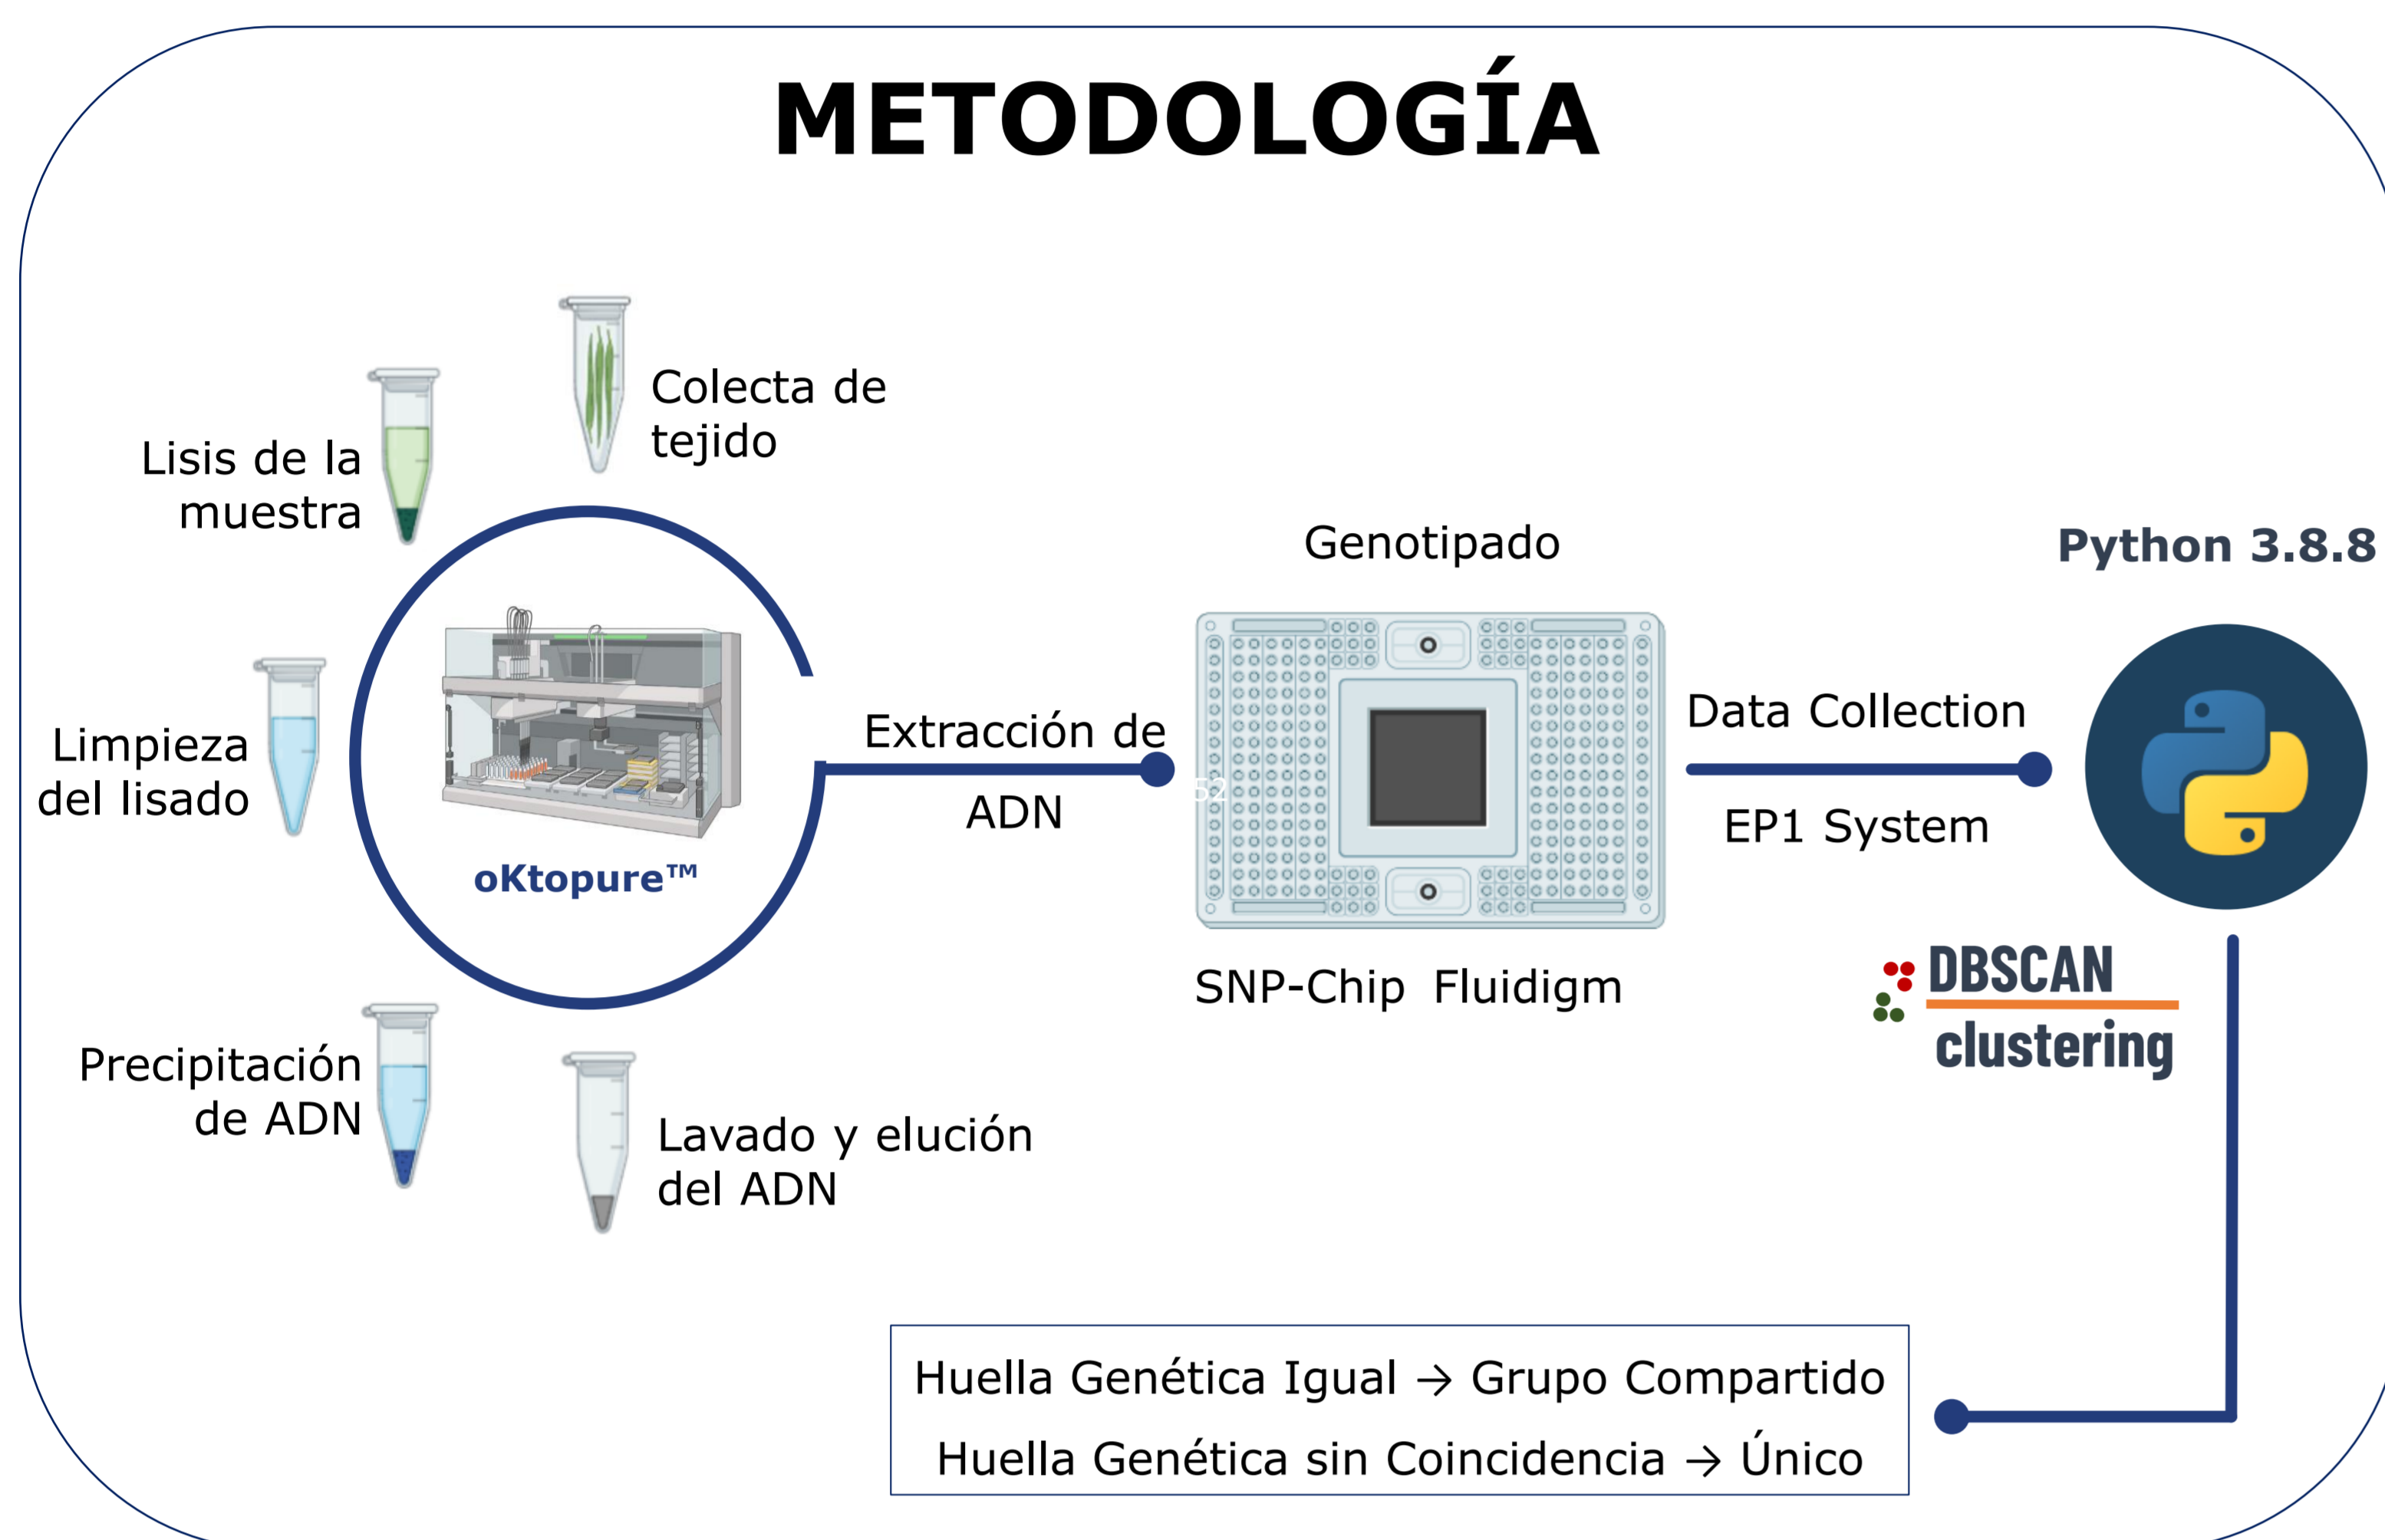 METODOLOGÍA
Colecta de
tejido
Lisis de la
muestra
Limpieza
del lisado
Precipitación
de ADN
Lavado y elución
del ADN
oKtopure™
Extracción de
ADN
Genotipado
52
SNP-Chip Fluidigm
Data Collection
EP1 System
Python 3.8.8
DBSCAN
clustering
Huella Genética Igual → Grupo Compartido
Huella Genética sin Coincidencia → Único